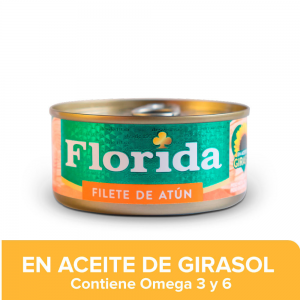 Florida
FILETE DE ATÚN
EN ACEITE DE GIRASOL
Contiene Omega 3 y 6